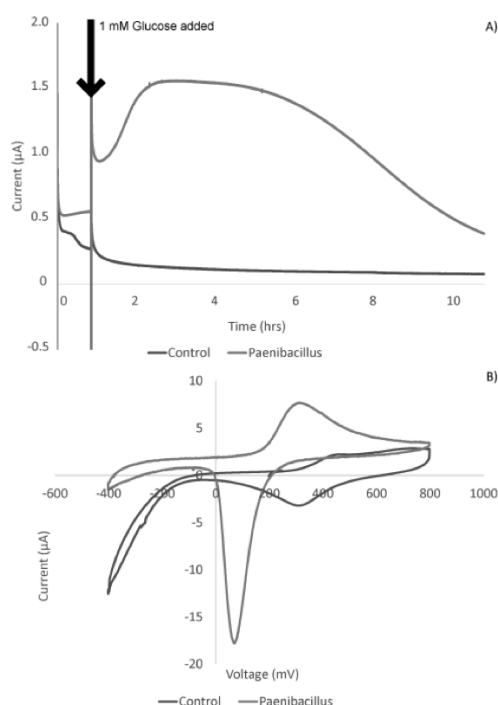 2.0
1 mM Glucose added
A)
1.5
1.0
Current (μA)
0.5
0
0 2 4 6 8 10
Time (hrs)
-0.5
Control Paenibacillus
B)
10
5
0
-600 -400 -200 0 200 400 600 800 1000
-5
Current (μA)
-10
-15
-20
Voltage (mV)
Control Paenibacillus